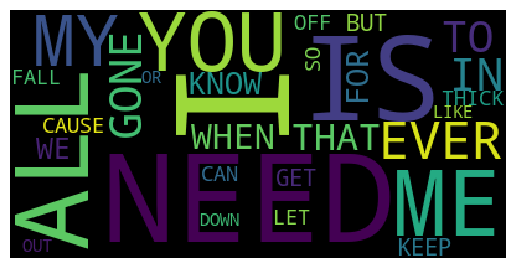 MY YOU OFF BUT TO
GONE IS SO FOR IN
FALL OR KNOW THICK
ALL I LIKE
CAUSE WHEN THAT EVER
WE
NEED CAN GET ME
DOWN LET
OUT KEEP